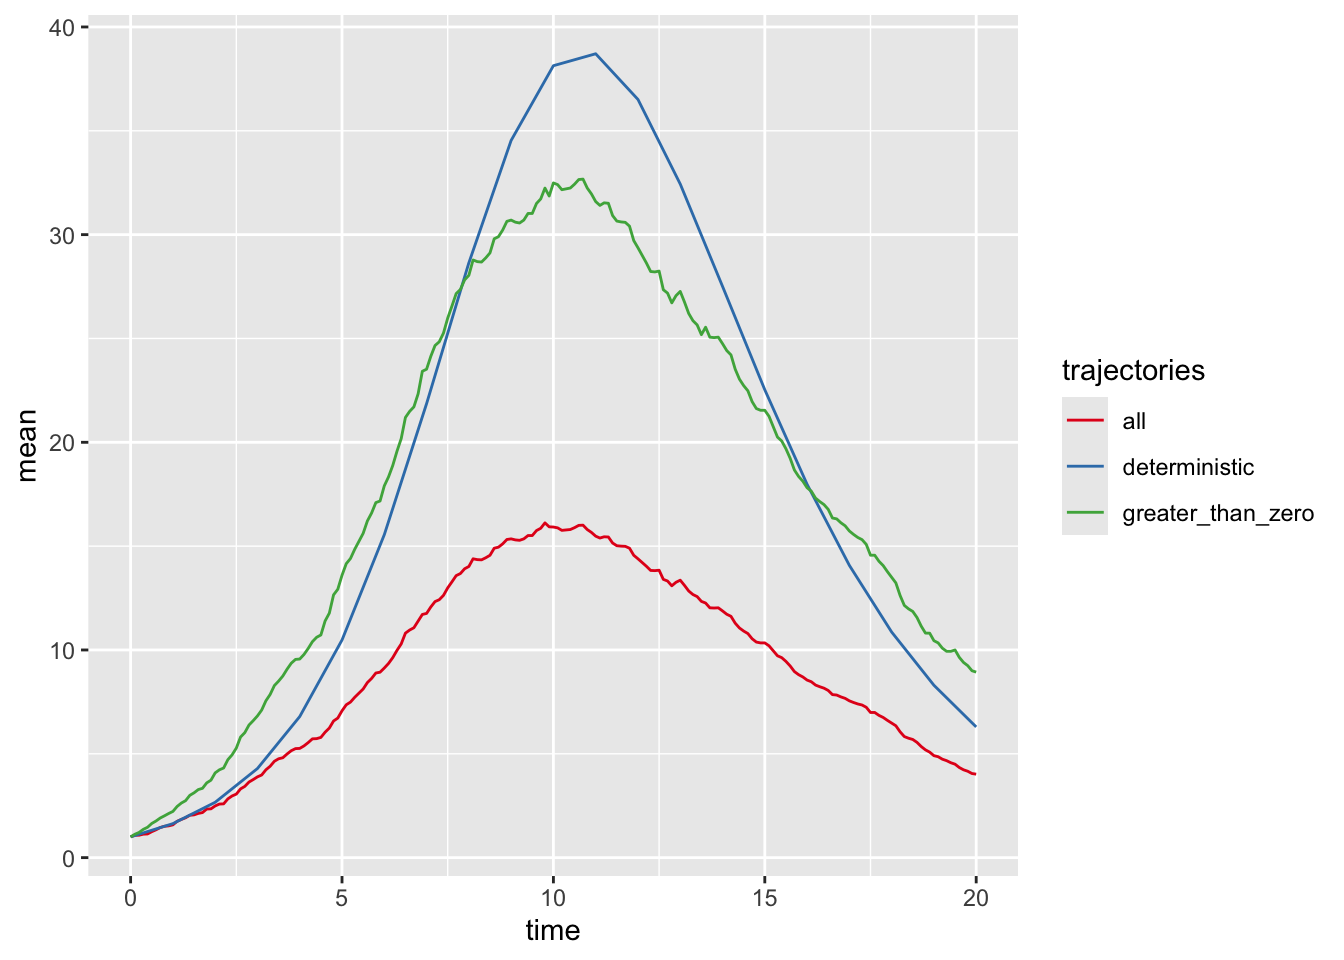 40
30
20
10
0
mean
0 5 10 15 20
time
trajectories
all
deterministic
greater_than_zero